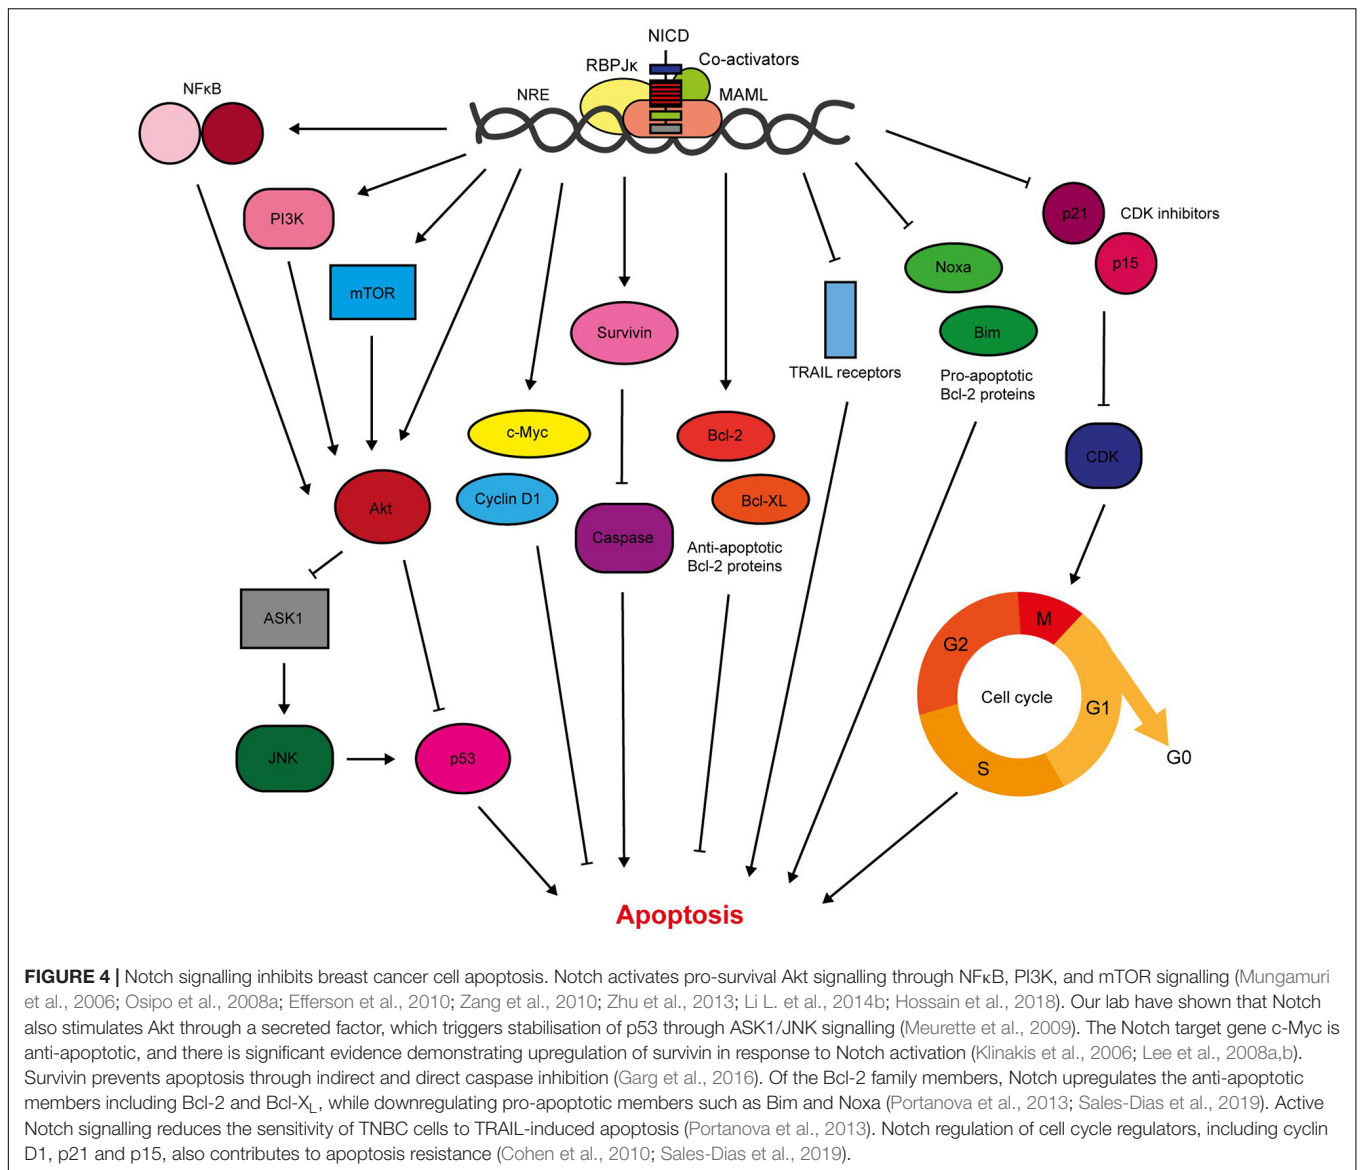 NICD
RBPJκ
Co-activators
NFκB
NRE
MAML
PI3K
p21
CDK inhibitors
p15
Noxa
mTOR
Survivin
Bim
TRAIL receptors
Pro-apoptotic
Bcl-2 proteins
c-Myc
Bcl-2
CDK
Cyclin D1
Bcl-XL
Akt
Caspase
Anti-apoptotic
Bcl-2 proteins
ASK1
M
G2
Cell cycle
G1
S
G0
JNK
p53
Apoptosis
FIGURE 4 | Notch signalling inhibits breast cancer cell apoptosis. Notch activates pro-survival Akt signalling through NFκB, PI3K, and mTOR signalling (Mungamuri
et al., 2006; Osipo et al., 2008a; Efferson et al., 2010; Zang et al., 2010; Zhu et al., 2013; Li L. et al., 2014b; Hossain et al., 2018). Our lab have shown that Notch
also stimulates Akt through a secreted factor, which triggers stabilisation of p53 through ASK1/JNK signalling (Meurette et al., 2009). The Notch target gene c-Myc is
anti-apoptotic, and there is significant evidence demonstrating upregulation of survivin in response to Notch activation (Klinakis et al., 2006; Lee et al., 2008a,b).
Survivin prevents apoptosis through indirect and direct caspase inhibition (Garg et al., 2016). Of the Bcl-2 family members, Notch upregulates the anti-apoptotic
members including Bcl-2 and Bcl-XL, while downregulating pro-apoptotic members such as Bim and Noxa (Portanova et al., 2013; Sales-Dias et al., 2019). Active
Notch signalling reduces the sensitivity of TNBC cells to TRAIL-induced apoptosis (Portanova et al., 2013). Notch regulation of cell cycle regulators, including cyclin
D1, p21 and p15, also contributes to apoptosis resistance (Cohen et al., 2010; Sales-Dias et al., 2019).